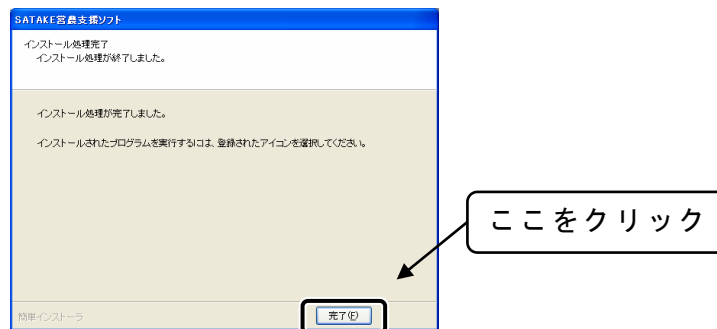 SATAKE営農支援ソフト
インストール処理完了
インストール処理が終了しました。
インストール処理が完了しました。
インストールされたプログラムを実行するには、登録されたアイコンを選択してください。
ここをクリック
簡単インストーラ
完了(F)